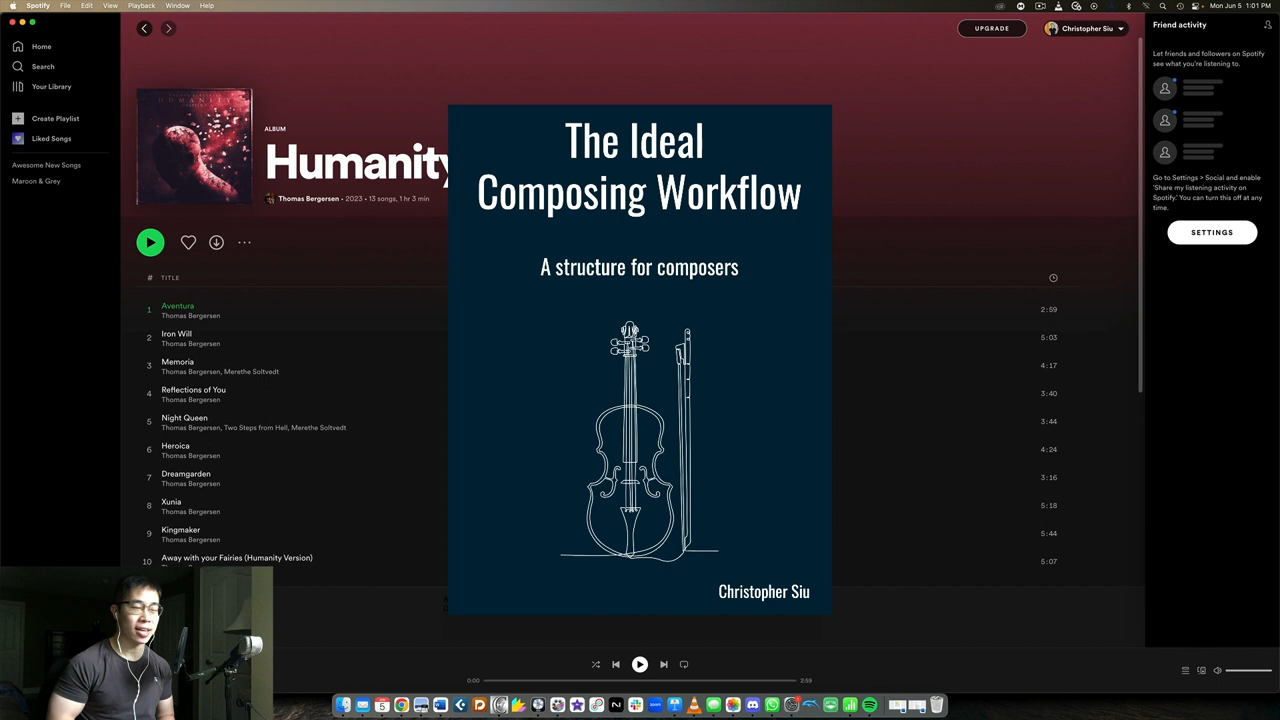 Spotify File Edit View Playback Window Help
Mon Jun 5 1:01 PM
Home
Search
Your Library
Create Playlist
Liked Songs
Awesome New Songs
Maroon & Grey
UPGRADE
Christopher Siu
HUMANITY
ALBUM
Humanity
Thomas Bergersen • 2023 • 13 songs, 1 hr 3 min
# TITLE
1 Aventura 2:59
Thomas Bergersen
2 Iron Will 5:03
Thomas Bergersen
3 Memoria 4:17
Thomas Bergersen, Merethe Soltvedt
4 Reflections of You 3:40
Thomas Bergersen
5 Night Queen 3:44
Thomas Bergersen, Two Steps from Hell, Merethe Soltvedt
6 Heroica 4:24
Thomas Bergersen
7 Dreamgarden 3:16
Thomas Bergersen
8 Xunia 5:18
Thomas Bergersen
9 Kingmaker 5:44
Thomas Bergersen
10 Away with your Fairies (Humanity Version) 5:07
The Ideal
Composing Workflow
A structure for composers
Christopher Siu
Friend activity
Let friends and followers on Spotify
see what you're listening to.
Go to Settings > Social and enable
'Share my listening activity on
Spotify.' You can turn this off at any
time.
SETTINGS
0:00
2:59